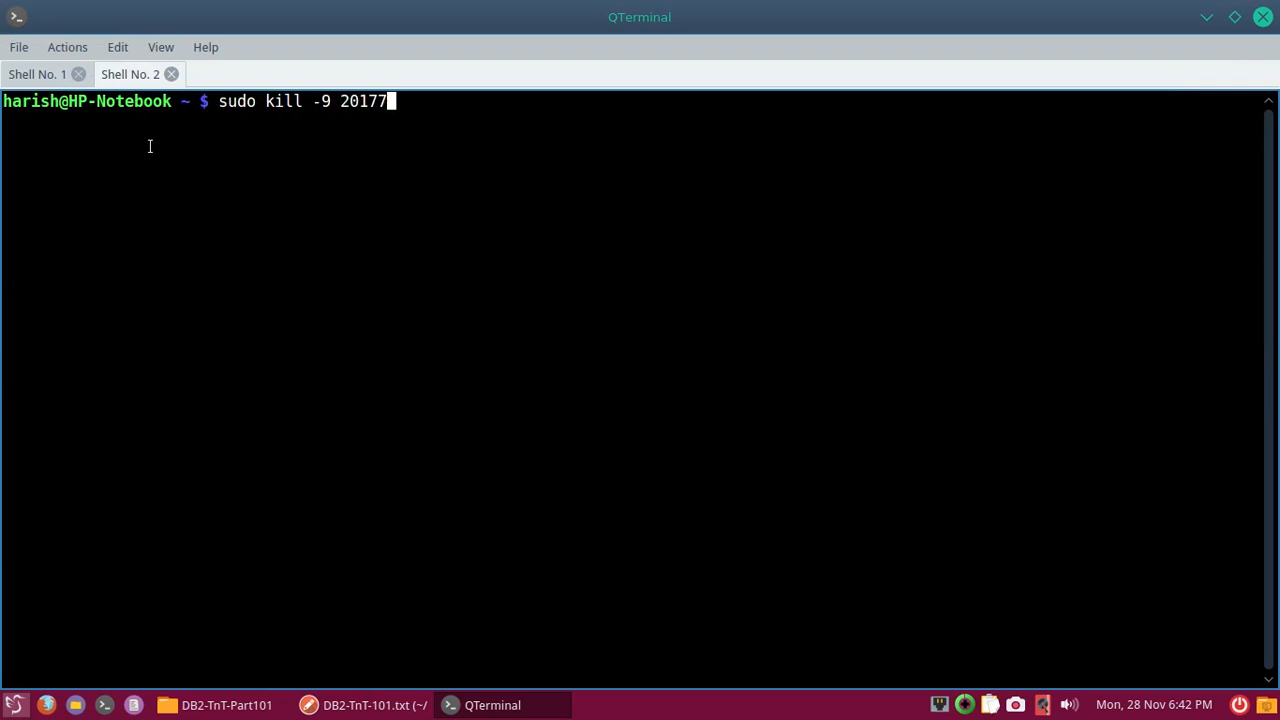 QTerminal
File Actions Edit View Help
Shell No. 1 Shell No. 2
harish@HP-Notebook ~ $ sudo kill -9 20177
DB2-TnT-Part101 DB2-TnT-101.txt (~/ QTerminal Mon, 28 Nov 6:42 PM